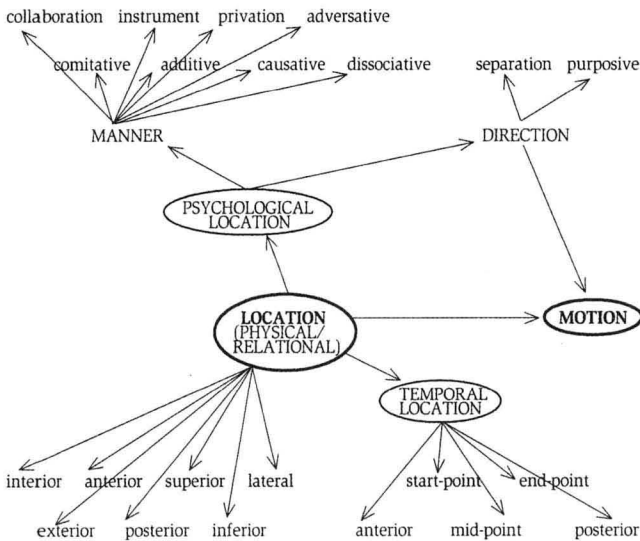 collaboration instrument privation adversative
comitative additive causative dissociative separation purposive
MANNER DIRECTION
PSYCHOLOGICAL
LOCATION
LOCATION
(PHYSICAL/
RELATIONAL)
MOTION
TEMPORAL
LOCATION
interior anterior superior lateral start-point end-point
exterior posterior inferior anterior mid-point posterior